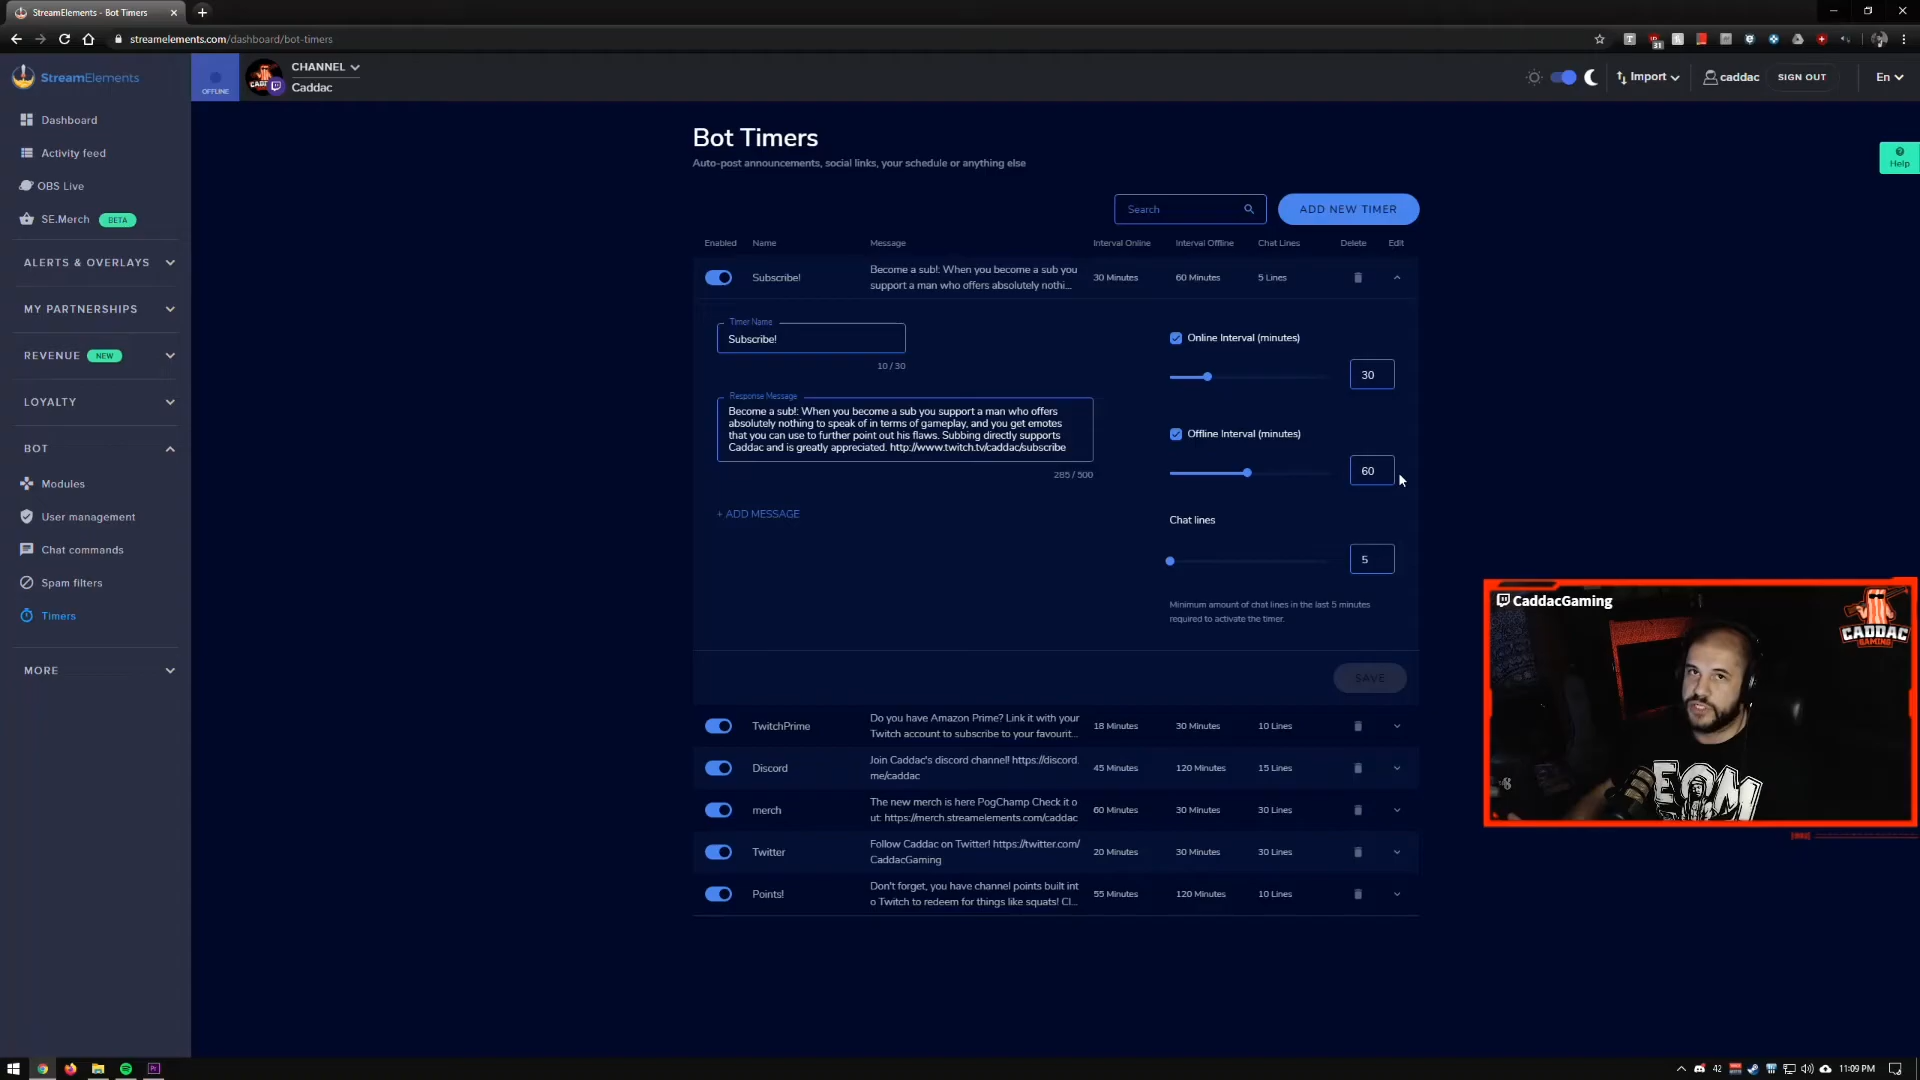 StreamElements - Bot Timers
streamelements.com/dashboard/bot-timers
31
StreamElements
OFFLINE
CHANNEL
Caddac
Import
caddac
SIGN OUT
En
Dashboard
Activity feed
OBS Live
SE.Merch BETA
ALERTS & OVERLAYS
MY PARTNERSHIPS
REVENUE NEW
LOYALTY
BOT
Modules
User management
Chat commands
Spam filters
Timers
MORE
Bot Timers
Auto-post announcements, social links, your schedule or anything else
Help
Search
ADD NEW TIMER
Enabled Name Message Interval Online Interval Offline Chat Lines Delete Edit
Subscribe!
Become a sub!: When you become a sub you
support a man who offers absolutely nothi...
30 Minutes 60 Minutes 5 Lines
Timer Name
Subscribe!
10 / 30
Response Message
Become a sub!: When you become a sub you support a man who offers
absolutely nothing to speak of in terms of gameplay, and you get emotes
that you can use to further point out his flaws. Subbing directly supports
Caddac and is greatly appreciated. http://www.twitch.tv/caddac/subscribe
285 / 500
+ ADD MESSAGE
Online Interval (minutes)
30
Offline Interval (minutes)
60
Chat lines
5
Minimum amount of chat lines in the last 5 minutes
required to activate the timer.
SAVE
TwitchPrime
Do you have Amazon Prime? Link it with your
Twitch account to subscribe to your favourit...
18 Minutes 30 Minutes 10 Lines
Discord
Join Caddac's discord channel! https://discord.
me/caddac
45 Minutes 120 Minutes 15 Lines
merch
The new merch is here PogChamp Check it o
ut: https://merch.streamelements.com/caddac
60 Minutes 30 Minutes 30 Lines
Twitter
Follow Caddac on Twitter! https://twitter.com/
CaddacGaming
20 Minutes 30 Minutes 30 Lines
Points!
Don't forget, you have channel points built int
o Twitch to redeem for things like squats! Cl...
55 Minutes 120 Minutes 10 Lines
CaddacGaming
CADDAC
GAMING
EOM
Pr
42
11:09 PM